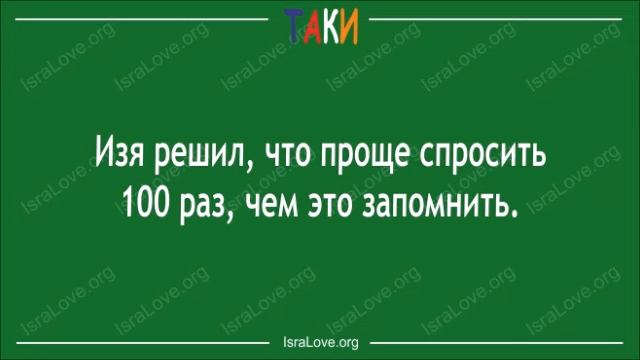 ТАКИ
Изя решил, что проще спросить
100 раз, чем это запомнить.
IsraLove.org